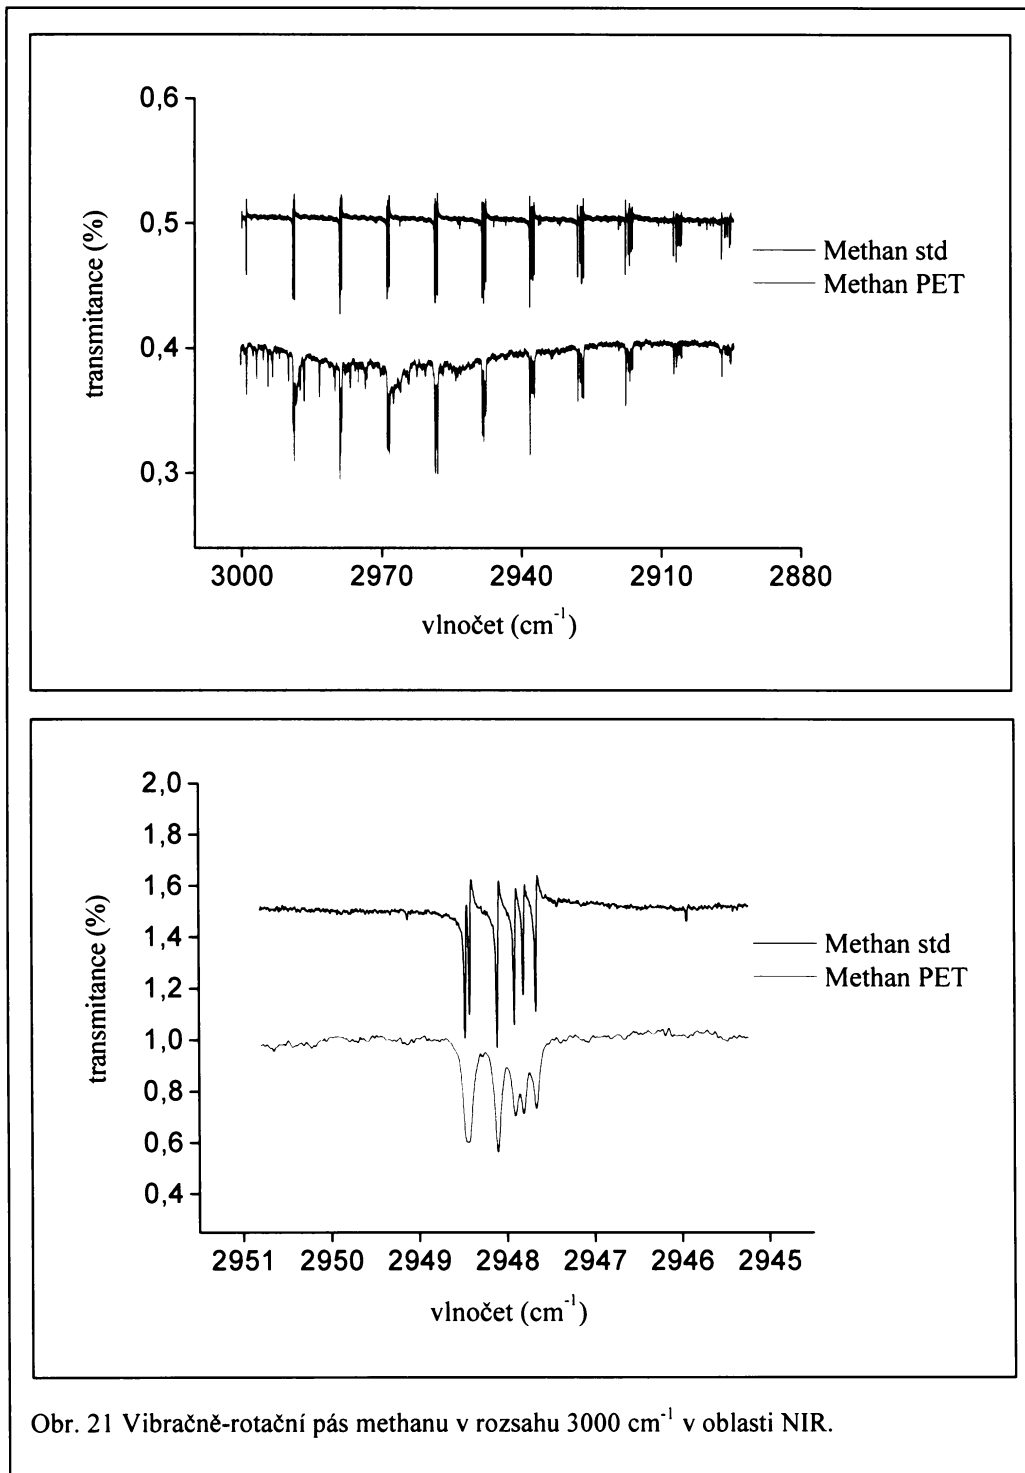 0,6
0,5
0,4
0,3
transmitance (%)
Methan std
Methan PET
3000 2970 2940 2910 2880
vlnočet (cm⁻¹)
2,0
1,8
1,6
1,4
1,2
1,0
0,8
0,6
0,4
transmitance (%)
Methan std
Methan PET
2951 2950 2949 2948 2947 2946 2945
vlnočet (cm⁻¹)
Obr. 21 Vibračně-rotační pás methanu v rozsahu 3000 cm⁻¹ v oblasti NIR.